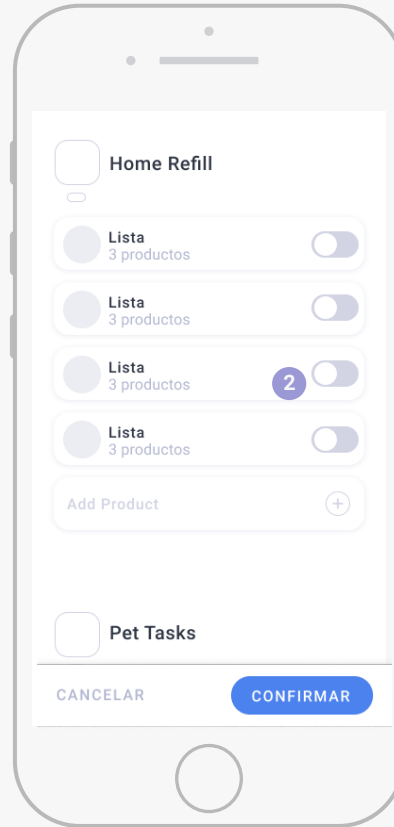 Home Refill
Lista
3 productos
Lista
3 productos
Lista
3 productos
2
Lista
3 productos
Add Product
Pet Tasks
CANCELAR
CONFIRMAR